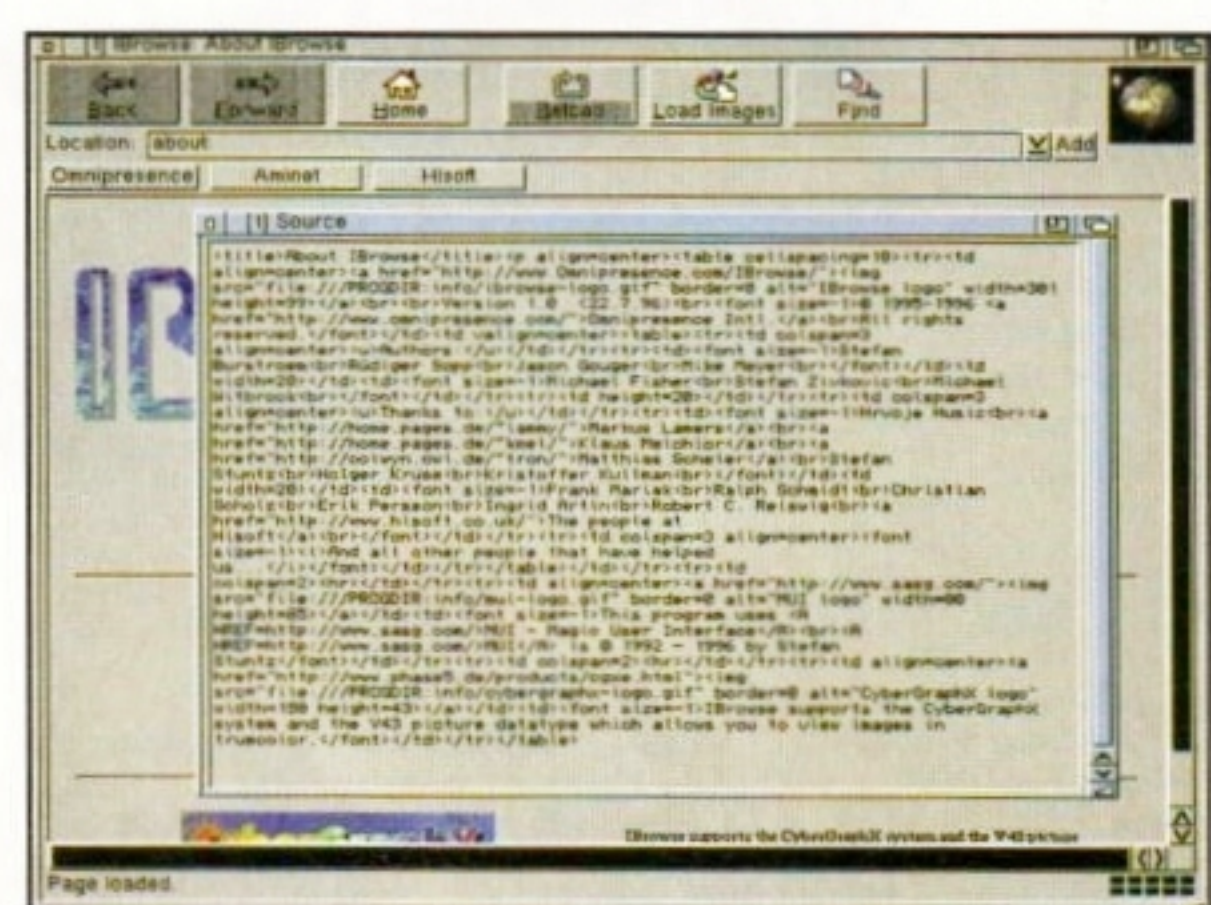 [1] IBrowse: About IBrowse
Back Forward Home Reload Load Images Find
Location: about: Add
Omnipresence Aminet Hisoft
[1] Source
<title>About IBrowse</title><p align=center><table cellspacing=10><tr><td
align=center><a href="http://www.Omnipresence.com/IBrowse/"><img
src="file:///PROGDIR:info/ibrowse-logo.gif" border=0 alt="IBrowse logo" width=301
height=99></a><br><br>Version 1.0 (22.7.96)<br><font size=-1>© 1995-1996 <a
href="http://www.omnipresence.com/">Omnipresence Intl.</a><br>All rights
reserved.</font></td><td valign=center><table><tr><td colspan=3
align=center><u>Authors:</u></td></tr><tr><td><font size=-1>Stefan
Burstroem<br>Rüdiger Sopp<br>Jason Gouger<br>Mike Meyer<br></font></td><td
width=20></td><td><font size=-1>Michael Fisher<br>Stefan Zivkovic<br>Michael
Witbrock<br></font></td></tr><tr><td height=20></td></tr><tr><td colspan=3
align=center><u>Thanks to:</u></td></tr><tr><td><font size=-1>Hrvoje Music<br><a
href="http://home.pages.de/~lammy/">Markus Lamers</a><br><a
href="http://home.pages.de/~kmel/">Klaus Melchior</a><br><a
href="http://colwyn.owl.de/~tron/">Matthias Scheler</a><br>Stefan
Stuntz<br>Holger Kruse<br>Kristoffer Kullman<br></font></td><td
width=20></td><td><font size=-1>Frank Mariak<br>Ralph Schmidt<br>Christian
Scholz<br>Erik Persson<br>Ingrid Artin<br>Robert C. Reiswig<br><a
href="http://www.hisoft.co.uk/">The people at
Hisoft</a><br></font></td></tr><tr><td colspan=3 align=center><font
size=-1><i>And all other people that have helped
us...</i></font></td></tr></table></td></tr><tr><td
colspan=2><hr></td></tr><tr><td align=center><a href="http://www.sasg.com/"><img
src="file:///PROGDIR:info/mui-logo.gif" border=0 alt="MUI logo" width=80
height=85></a></td><td><font size=-1>This program uses <A
HREF=http://www.sasg.com/>MUI - Magic User Interface</A><br><A
HREF=http://www.sasg.com/>MUI</A> is © 1992 - 1996 by Stefan
Stuntz</font></td></tr><tr><td colspan=2><hr></td></tr><tr><td align=center><a
href="http://www.phase5.de/products/cgxe.html"><img
src="file:///PROGDIR:info/cybergraphx-logo.gif" border=0 alt="CyberGraphX logo"
width=180 height=43></a></td><td><font size=-1>IBrowse supports the CyberGraphX
system and the V43 picture datatype which allows you to view images in
truecolor.</font></td></tr></table>
IBrowse supports the CyberGraphX system and the V43 picture
Page loaded.